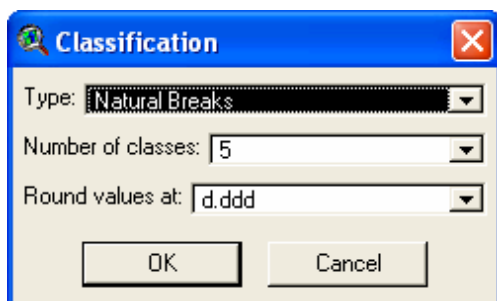 Classification
Type: Natural Breaks
Number of classes: 5
Round values at: d.ddd
OK Cancel